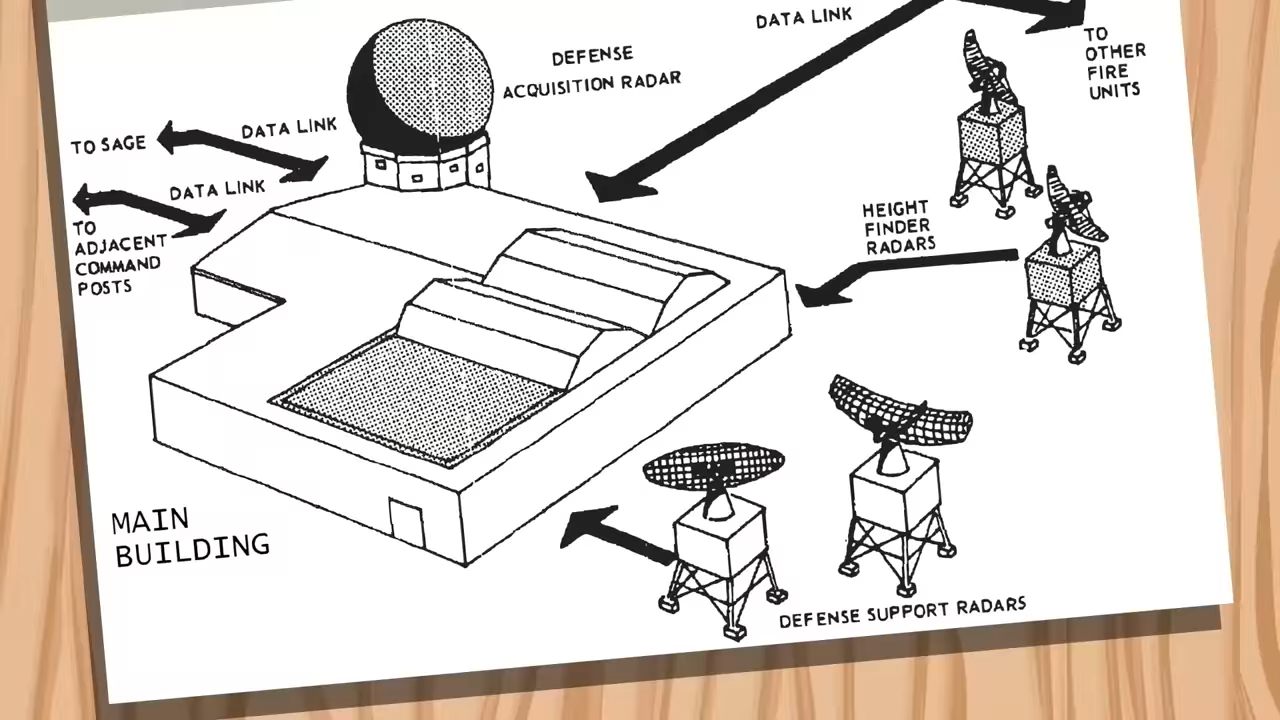 DATA LINK
TO
OTHER
FIRE
UNITS
DEFENSE
ACQUISITION RADAR
TO SAGE
DATA LINK
DATA LINK
TO
ADJACENT
COMMAND
POSTS
HEIGHT
FINDER
RADARS
MAIN
BUILDING
DEFENSE SUPPORT RADARS